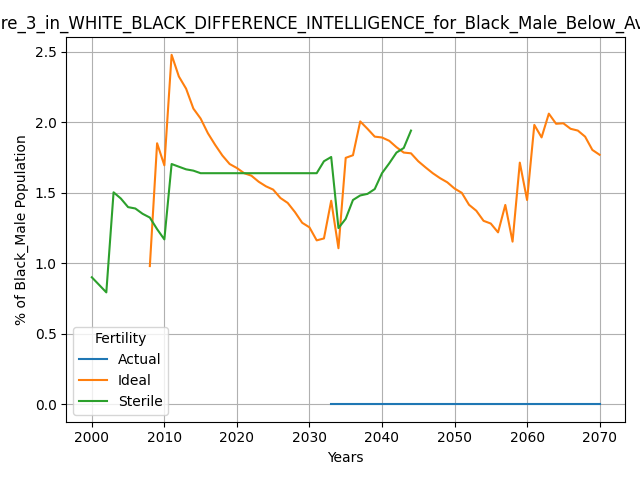 re_3_in_WHITE_BLACK_DIFFERENCE_INTELLIGENCE_for_Black_Male_Below_Av
% of Black_Male Population
2.5
2.0
1.5
1.0
0.5
0.0
Fertility
Actual
Ideal
Sterile
2000 2010 2020 2030 2040 2050 2060 2070
Years